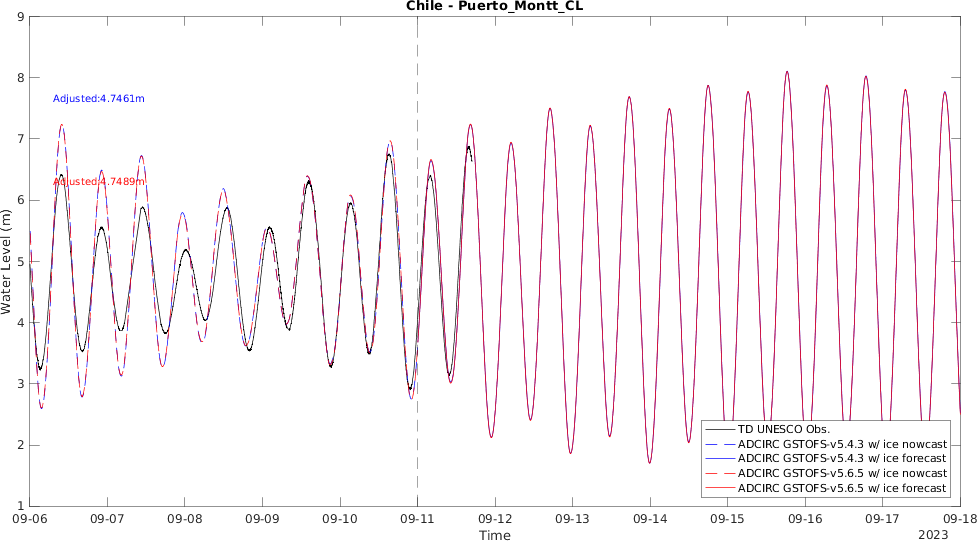 Chile - Puerto_Montt_CL
9
8
7
6
5
4
3
2
1
Water Level (m)
Adjusted:4.7461m
Adjusted:4.7489m
TD UNESCO Obs.
ADCIRC GSTOFS-v5.4.3 w/ ice nowcast
ADCIRC GSTOFS-v5.4.3 w/ ice forecast
ADCIRC GSTOFS-v5.6.5 w/ ice nowcast
ADCIRC GSTOFS-v5.6.5 w/ ice forecast
09-06 09-07 09-08 09-09 09-10 09-11 09-12 09-13 09-14 09-15 09-16 09-17 09-18
Time
2023